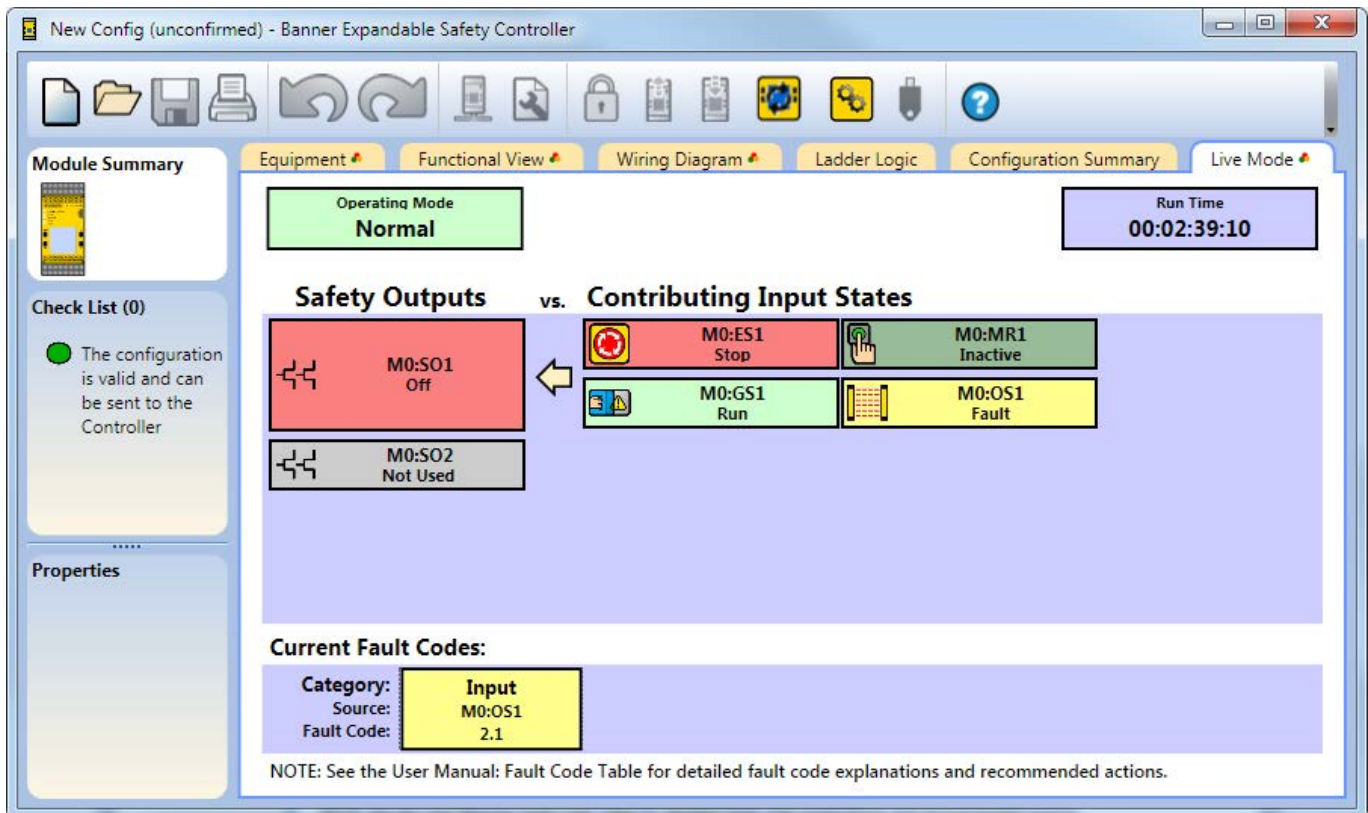 New Config (unconfirmed) - Banner Expandable Safety Controller
Module Summary
Equipment
Functional View
Wiring Diagram
Ladder Logic
Configuration Summary
Live Mode
Operating Mode
Normal
Run Time
00:02:39:10
Check List (0)
The configuration
is valid and can
be sent to the
Controller
Properties
Safety Outputs vs. Contributing Input States
M0:SO1
Off
M0:SO2
Not Used
M0:ES1
Stop
M0:MR1
Inactive
M0:GS1
Run
M0:OS1
Fault
Current Fault Codes:
Category: Input
Source: M0:OS1
Fault Code: 2.1
NOTE: See the User Manual: Fault Code Table for detailed fault code explanations and recommended actions.